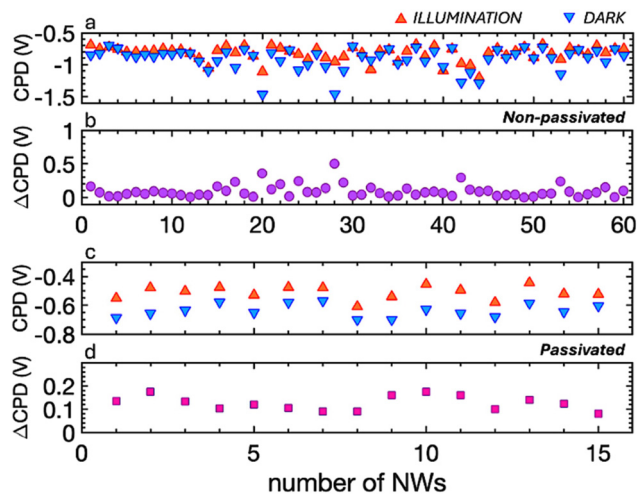 ILLUMINATION DARK
a
-0.5
-1
-1.5
CPD (V)
b
Non-passivated
1
0.5
0
ΔCPD (V)
0 10 20 30 40 50 60
c
-0.4
-0.6
-0.8
CPD (V)
d
Passivated
0.2
0.1
0
ΔCPD (V)
0 5 10 15
number of NWs